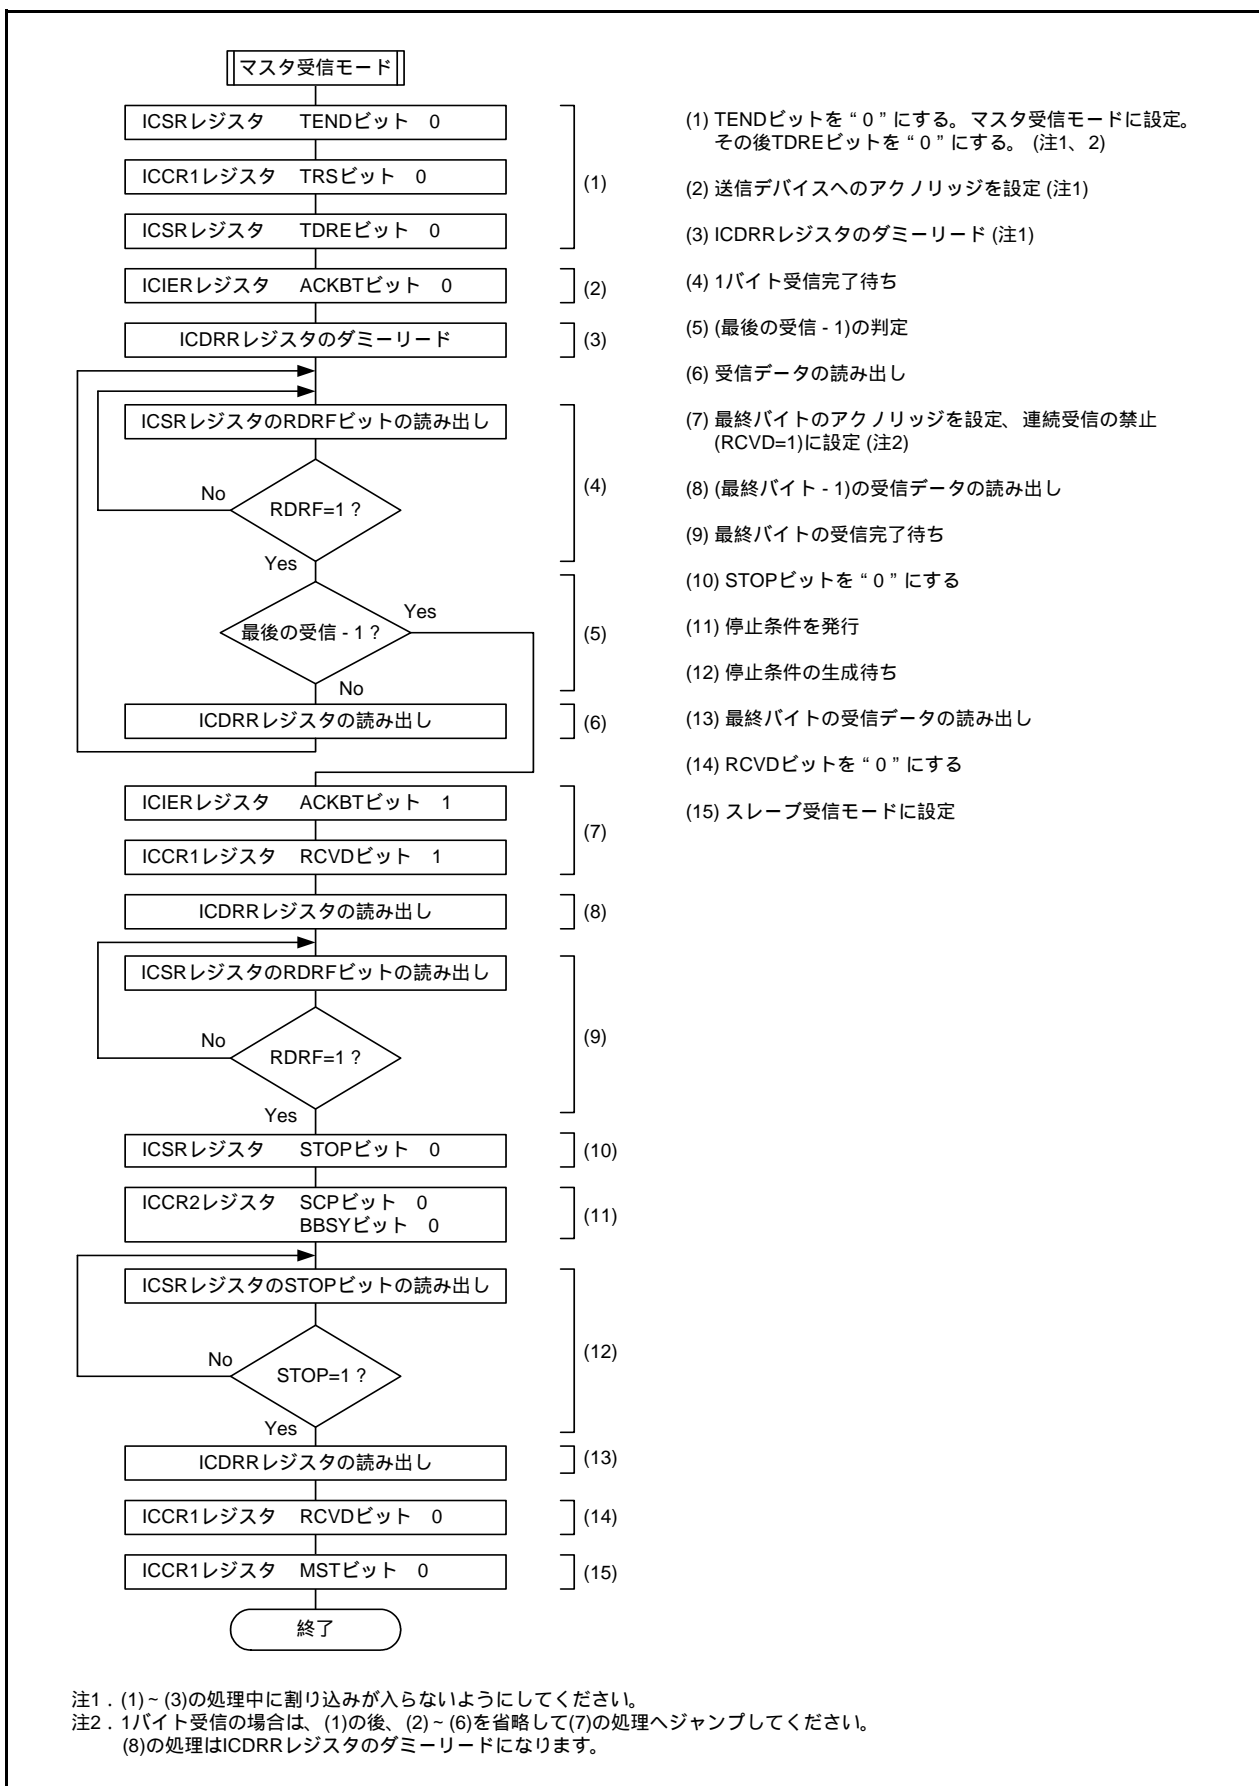 マスタ受信モード
ICSRレジスタ TENDビット 0
ICCR1レジスタ TRSビット 0
ICSRレジスタ TDREビット 0
(1)
ICIERレジスタ ACKBTビット 0
(2)
ICDRRレジスタのダミーリード
(3)
ICSRレジスタのRDRFビットの読み出し
No
RDRF=1 ?
(4)
Yes
最後の受信 - 1 ?
Yes
(5)
No
ICDRRレジスタの読み出し
(6)
ICIERレジスタ ACKBTビット 1
ICCR1レジスタ RCVDビット 1
(7)
ICDRRレジスタの読み出し
(8)
ICSRレジスタのRDRFビットの読み出し
No
RDRF=1 ?
(9)
Yes
ICSRレジスタ STOPビット 0
(10)
ICCR2レジスタ SCPビット 0
BBSYビット 0
(11)
ICSRレジスタのSTOPビットの読み出し
No
STOP=1 ?
(12)
Yes
ICDRRレジスタの読み出し
(13)
ICCR1レジスタ RCVDビット 0
(14)
ICCR1レジスタ MSTビット 0
(15)
終了
(1) TENDビットを“ 0 ” にする。マスタ受信モードに設定。
その後TDREビットを“ 0 ” にする。 (注1、2)
(2) 送信デバイスへのアクノリッジを設定 (注1)
(3) ICDRRレジスタのダミーリード (注1)
(4) 1バイト受信完了待ち
(5) (最後の受信 - 1)の判定
(6) 受信データの読み出し
(7) 最終バイトのアクノリッジを設定、連続受信の禁止
(RCVD=1)に設定 (注2)
(8) (最終バイト - 1)の受信データの読み出し
(9) 最終バイトの受信完了待ち
(10) STOPビットを“ 0 ” にする
(11) 停止条件を発行
(12) 停止条件の生成待ち
(13) 最終バイトの受信データの読み出し
(14) RCVDビットを“ 0 ” にする
(15) スレーブ受信モードに設定
注1．(1) ~ (3)の処理中に割り込みが入らないようにしてください。
注2．1バイト受信の場合は、(1)の後、(2) ~ (6)を省略して(7)の処理へジャンプしてください。
(8)の処理はICDRRレジスタのダミーリードになります。